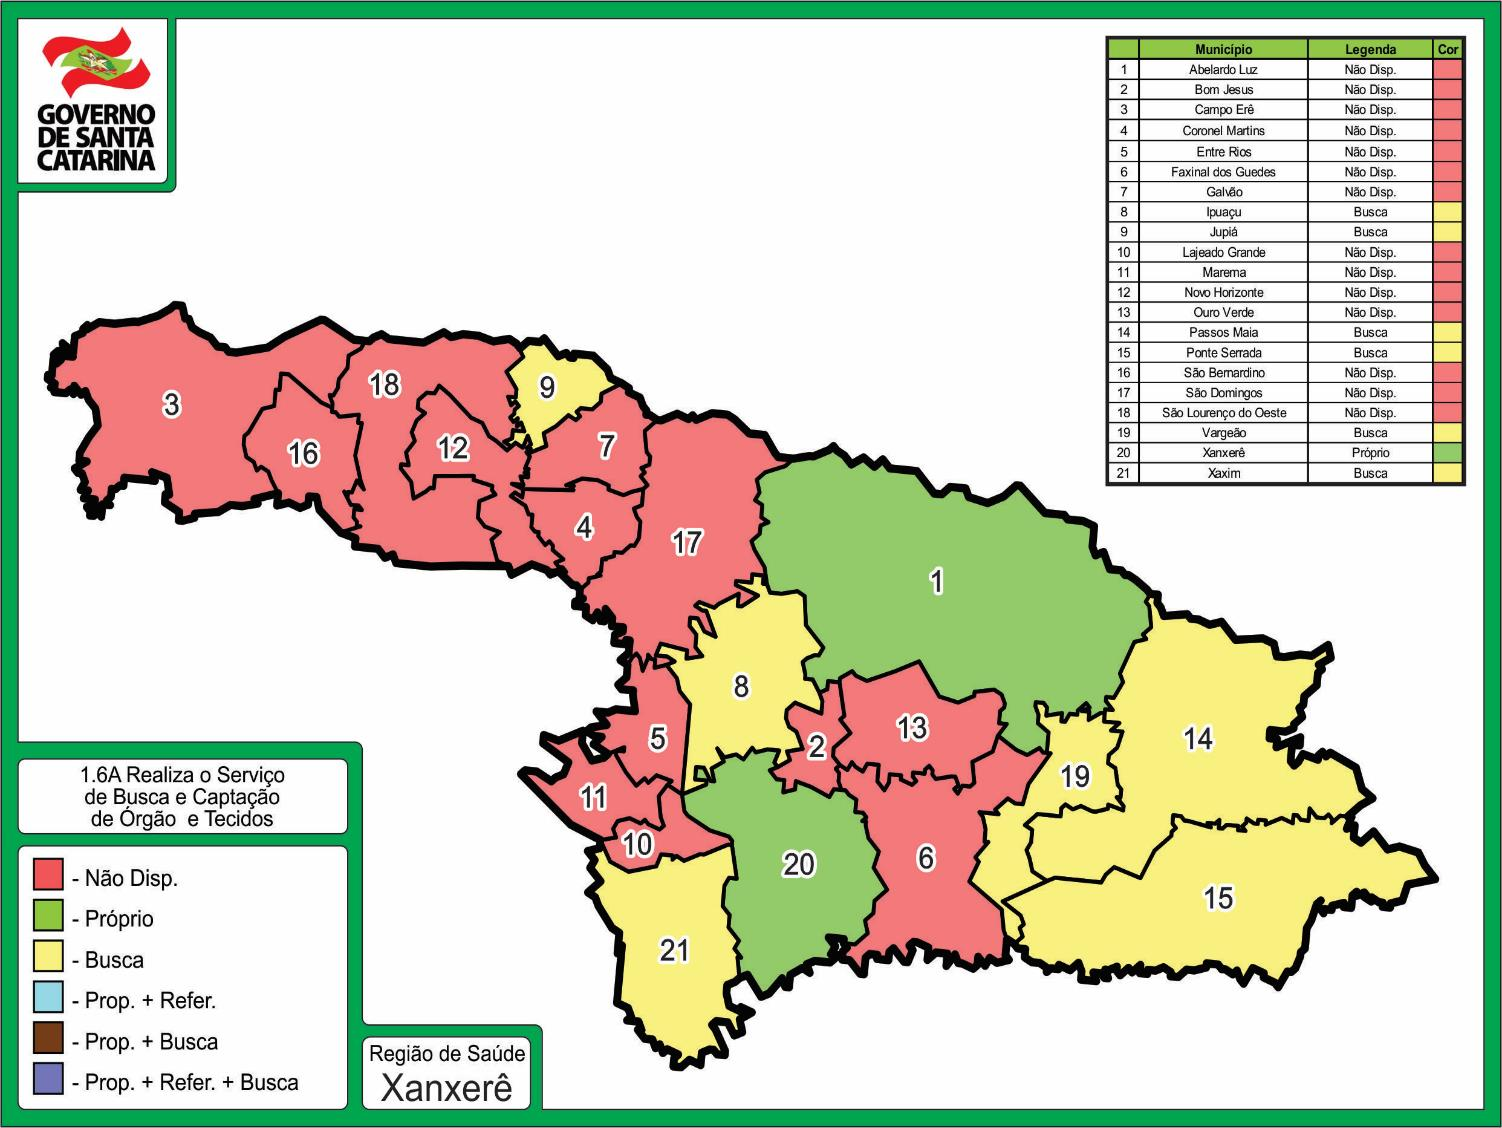 GOVERNO
DE SANTA
CATARINA
Município Legenda Cor
1 Abelardo Luz Não Disp.
2 Bom Jesus Não Disp.
3 Campo Erê Não Disp.
4 Coronel Martins Não Disp.
5 Entre Rios Não Disp.
6 Faxinal dos Guedes Não Disp.
7 Galvão Não Disp.
8 Ipuaçu Busca
9 Jupiá Busca
10 Lajeado Grande Não Disp.
11 Marema Não Disp.
12 Novo Horizonte Não Disp.
13 Ouro Verde Não Disp.
14 Passos Maia Busca
15 Ponte Serrada Busca
16 São Bernardino Não Disp.
17 São Domingos Não Disp.
18 São Lourenço do Oeste Não Disp.
19 Vargeão Busca
20 Xanxerê Próprio
21 Xaxim Busca
3
18
9
16
12
7
4
17
1
8
5
2
13
14
19
11
10
20
6
15
21
1.6A Realiza o Serviço
de Busca e Captação
de Órgão e Tecidos
- Não Disp.
- Próprio
- Busca
- Prop. + Refer.
- Prop. + Busca
- Prop. + Refer. + Busca
Região de Saúde
Xanxerê